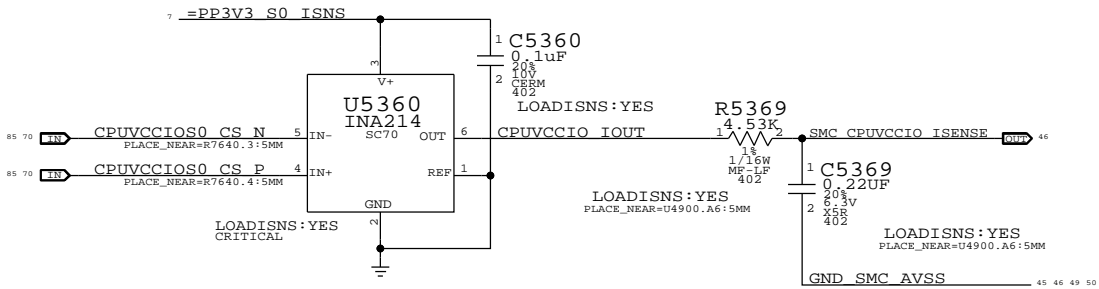 7 =PP3V3_S0_ISNS
1 C5360
0.1uF
20%
10V
2 CERM
402
3
V+
U5360
INA214
SC70
LOADISNS:YES
R5369
4.53K
85 70 IN CPUVCCIOS0_CS_N 5 IN- OUT 6 CPUVCCIO_IOUT 1 2 SMC_CPUVCCIO_ISENSE OUT 46
PLACE_NEAR=R7640.3:5MM
1%
1/16W
MF-LF
402
85 70 IN CPUVCCIOS0_CS_P 4 IN+ REF 1
PLACE_NEAR=R7640.4:5MM
1 C5369
0.22UF
20%
6.3V
2 X5R
402
LOADISNS:YES
PLACE_NEAR=U4900.A6:5MM
GND
2
LOADISNS:YES
CRITICAL
LOADISNS:YES
PLACE_NEAR=U4900.A6:5MM
GND_SMC_AVSS 45 46 49 50